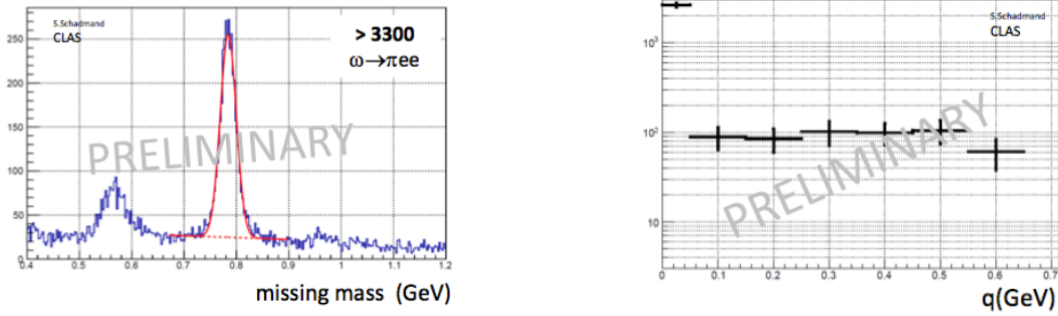 S.Schadmand
CLAS
> 3300
ω→πee
PRELIMINARY
250
200
150
100
50
0
0.4 0.5 0.6 0.7 0.8 0.9 1 1.1 1.2
missing mass (GeV)
S.Schadmand
CLAS
PRELIMINARY
10³
10²
10
0.1 0.2 0.3 0.4 0.5 0.6 0.7
q(GeV)